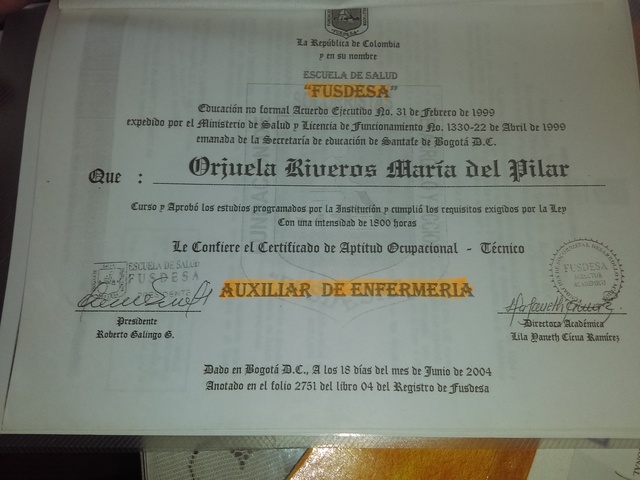 La República de Colombia
y en su nombre
ESCUELA DE SALUD
"FUSDESA"
Educación no formal Acuerdo Ejecutivo No. 31 de Febrero de 1999
expedido por el Ministerio de Salud y Licencia de Funcionamiento No. 1330-22 de Abril de 1999
emanada de la Secretaría de educación de Santafe de Bogotá D.C.
Que : Orjuela Riveros María del Pilar
Curso y Aprobó los estudios programados por la Institución y cumplió los requisitos exigidos por la Ley
Con una intensidad de 1800 horas
Le Confiere el Certificado de Aptitud Ocupacional - Técnico
ESCUELA DE SALUD
FUSDESA
AUXILIAR DE ENFERMERIA
FUSDESA
Presidente
Roberto Galingo G.
Directora Académica
Lila Yaneth Cicua Ramírez
Dado en Bogotá D.C., A los 18 días del mes de Junio de 2004
Anotado en el folio 2751 del libro 04 del Registro de Fusdesa